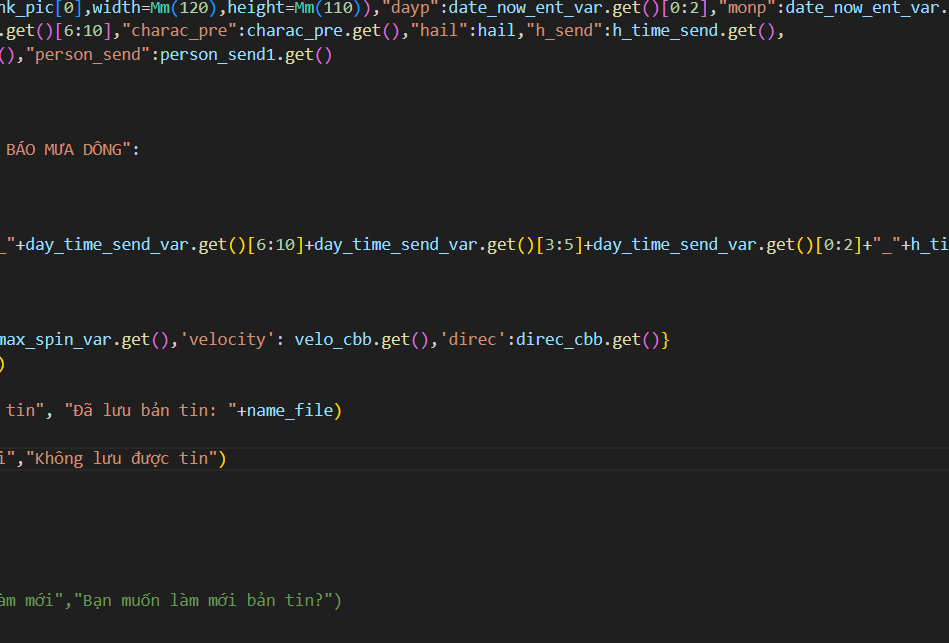 nk_pic[0],width=Mm(120),height=Mm(110)),"dayp":date_now_ent_var.get()[0:2],"monp":date_now_ent_var.
.get()[6:10],"charac_pre":charac_pre.get(),"hail":hail,"h_send":h_time_send.get(),
(),"person_send":person_send1.get()
BÁO MƯA DÔNG":
_"+day_time_send_var.get()[6:10]+day_time_send_var.get()[3:5]+day_time_send_var.get()[0:2]+"_"+h_ti
max_spin_var.get(),'velocity': velo_cbb.get(),'direc':direc_cbb.get()}
)
tin", "Đã lưu bản tin: "+name_file)
i","Không lưu được tin")
àm mới","Bạn muốn làm mới bản tin?")